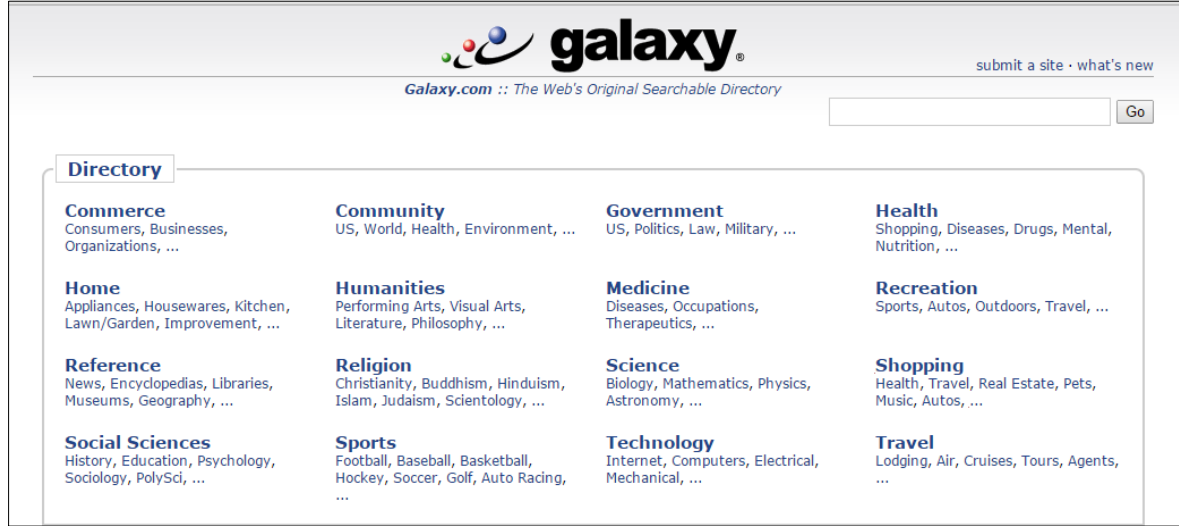 galaxy®
submit a site · what's new
Galaxy.com :: The Web's Original Searchable Directory
Go
Directory
Commerce
Consumers, Businesses,
Organizations, ...
Community
US, World, Health, Environment, ...
Government
US, Politics, Law, Military, ...
Health
Shopping, Diseases, Drugs, Mental,
Nutrition, ...
Home
Appliances, Housewares, Kitchen,
Lawn/Garden, Improvement, ...
Humanities
Performing Arts, Visual Arts,
Literature, Philosophy, ...
Medicine
Diseases, Occupations,
Therapeutics, ...
Recreation
Sports, Autos, Outdoors, Travel, ...
Reference
News, Encyclopedias, Libraries,
Museums, Geography, ...
Religion
Christianity, Buddhism, Hinduism,
Islam, Judaism, Scientology, ...
Science
Biology, Mathematics, Physics,
Astronomy, ...
Shopping
Health, Travel, Real Estate, Pets,
Music, Autos, ...
Social Sciences
History, Education, Psychology,
Sociology, PolySci, ...
Sports
Football, Baseball, Basketball,
Hockey, Soccer, Golf, Auto Racing,
...
Technology
Internet, Computers, Electrical,
Mechanical, ...
Travel
Lodging, Air, Cruises, Tours, Agents,
...